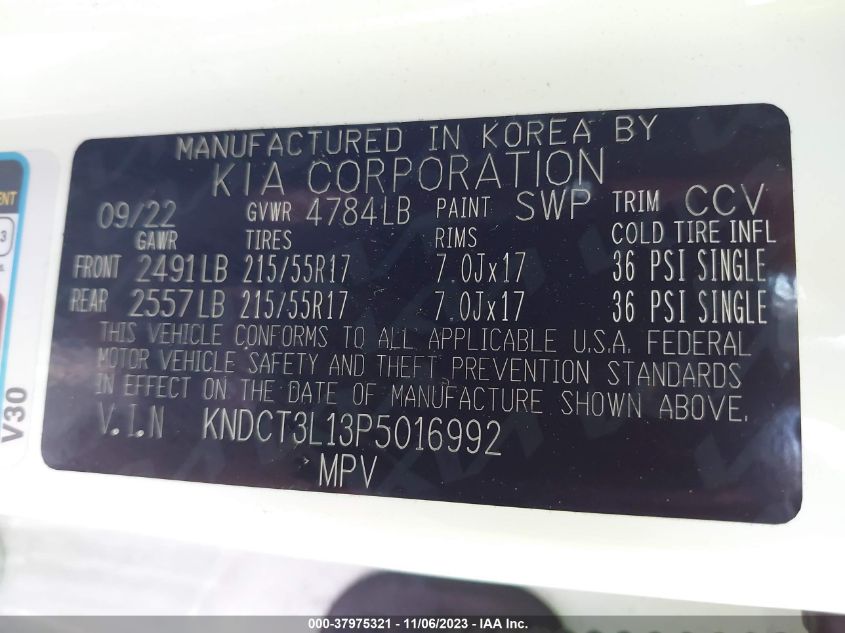 MANUFACTURED IN KOREA BY
KIA CORPORATION
09/22 GVWR 4784LB PAINT SWP TRIM CCV
GAWR TIRES RIMS COLD TIRE INFL
FRONT 2491LB 215/55R17 7.0Jx17 36 PSI SINGLE
REAR 2557LB 215/55R17 7.0Jx17 36 PSI SINGLE
THIS VEHICLE CONFORMS TO ALL APPLICABLE U.S.A. FEDERAL
MOTOR VEHICLE SAFETY AND THEFT PREVENTION STANDARDS
IN EFFECT ON THE DATE OF MANUFACTURE SHOWN ABOVE.
V.I.N KNDCT3L13P5016992
MPV
V30
000-37975321 - 11/06/2023 - IAA Inc.